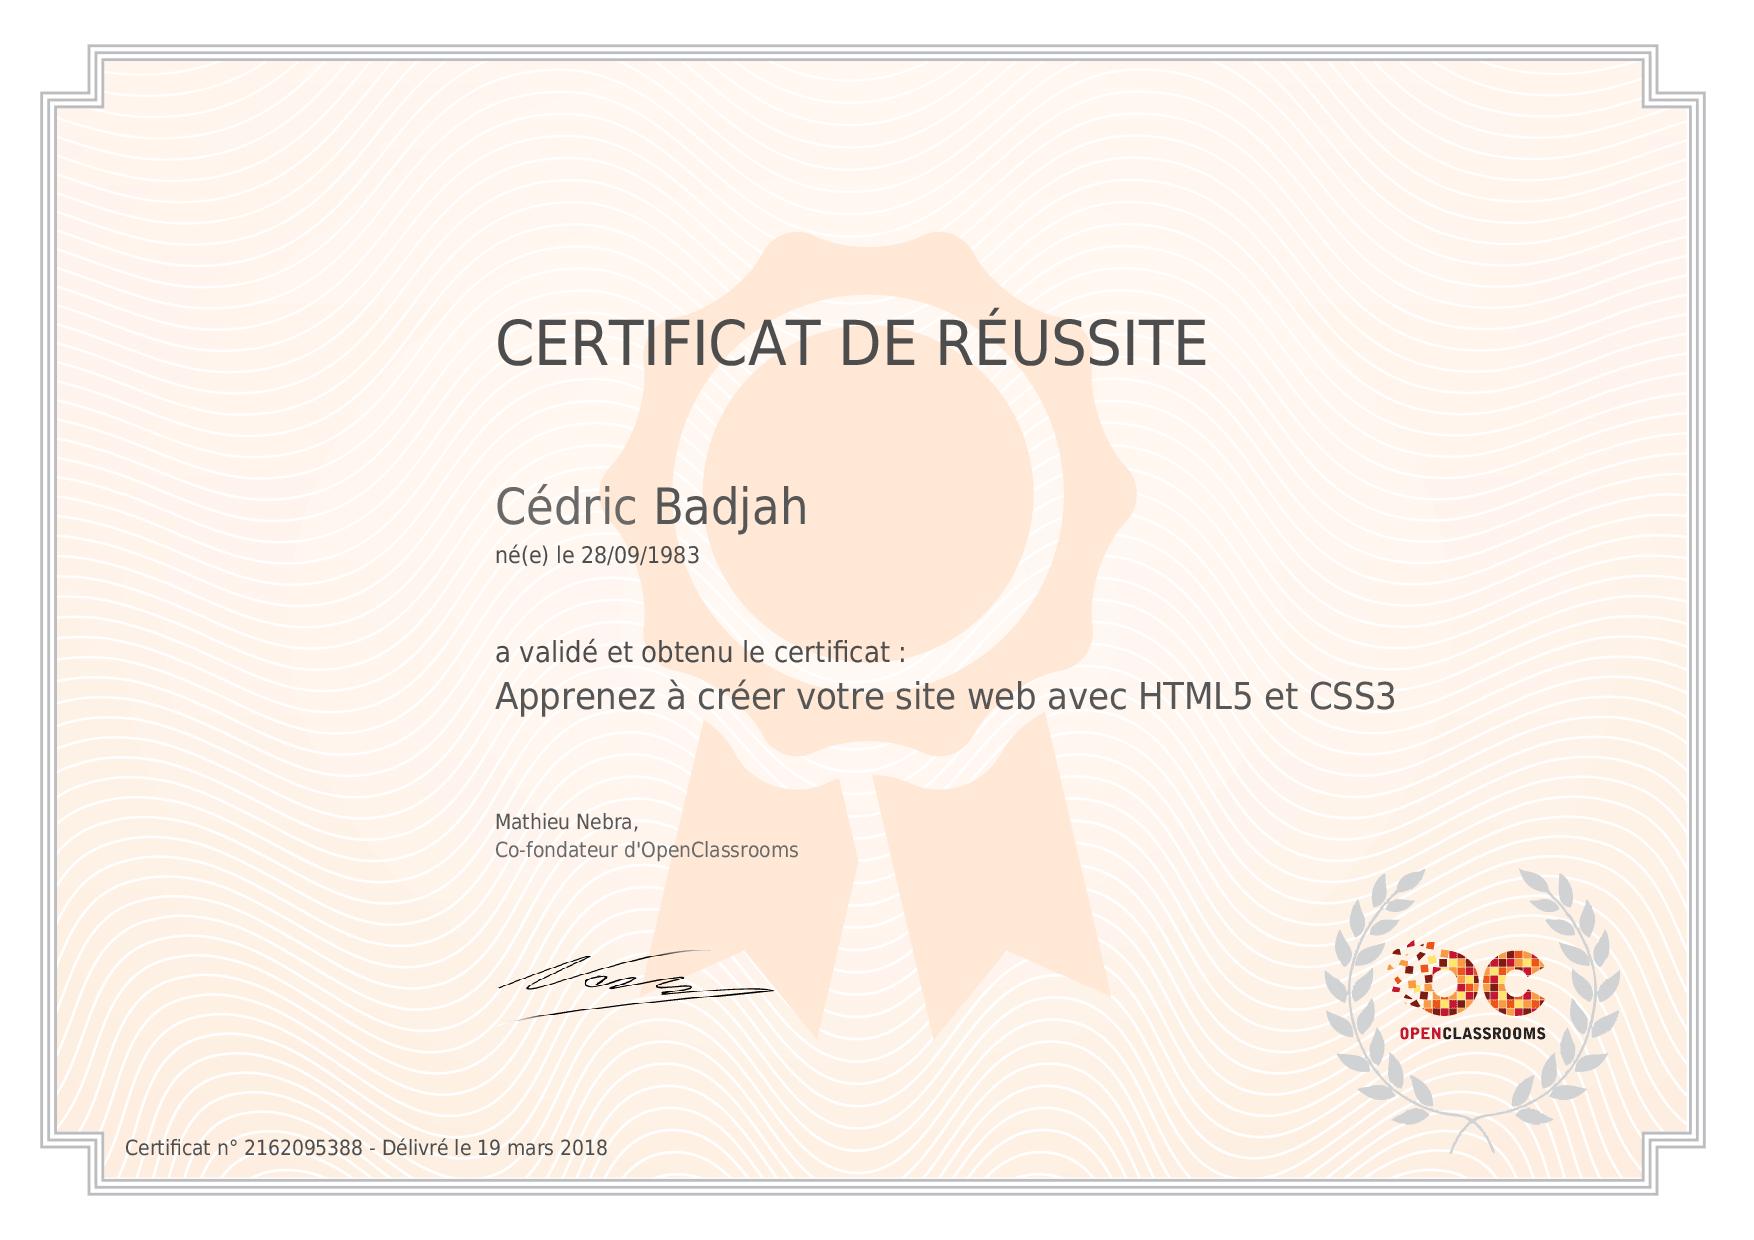 CERTIFICAT DE RÉUSSITE
Cédric Badjah
né(e) le 28/09/1983
a validé et obtenu le certificat :
Apprenez à créer votre site web avec HTML5 et CSS3
Mathieu Nebra,
Co-fondateur d'OpenClassrooms
OC
OPENCLASSROOMS
Certificat n° 2162095388 - Délivré le 19 mars 2018